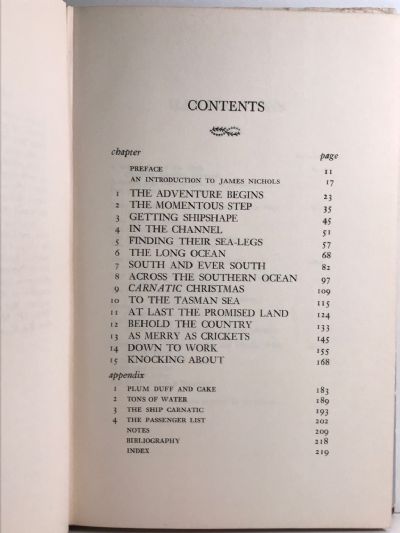 CONTENTS
chapter page
PREFACE 11
AN INTRODUCTION TO JAMES NICHOLS 17
1 THE ADVENTURE BEGINS 23
2 THE MOMENTOUS STEP 35
3 GETTING SHIPSHAPE 45
4 IN THE CHANNEL 51
5 FINDING THEIR SEA-LEGS 57
6 THE LONG OCEAN 68
7 SOUTH AND EVER SOUTH 82
8 ACROSS THE SOUTHERN OCEAN 97
9 CARNATIC CHRISTMAS 109
10 TO THE TASMAN SEA 115
11 AT LAST THE PROMISED LAND 124
12 BEHOLD THE COUNTRY 133
13 AS MERRY AS CRICKETS 145
14 DOWN TO WORK 155
15 KNOCKING ABOUT 168
appendix
1 PLUM DUFF AND CAKE 183
2 TONS OF WATER 189
3 THE SHIP CARNATIC 193
4 THE PASSENGER LIST 202
NOTES 209
BIBLIOGRAPHY 218
INDEX 219